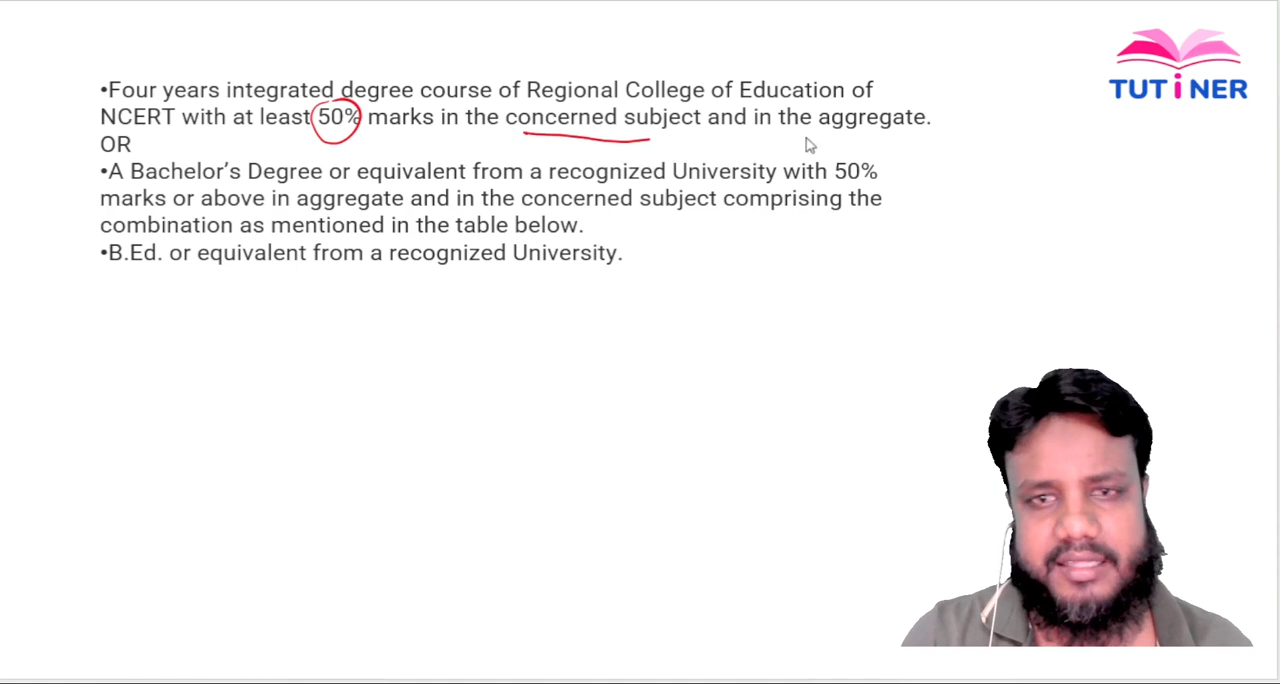 •Four years integrated degree course of Regional College of Education of
NCERT with at least 50% marks in the concerned subject and in the aggregate.
OR
•A Bachelor’s Degree or equivalent from a recognized University with 50%
marks or above in aggregate and in the concerned subject comprising the
combination as mentioned in the table below.
•B.Ed. or equivalent from a recognized University.
TUTiNER